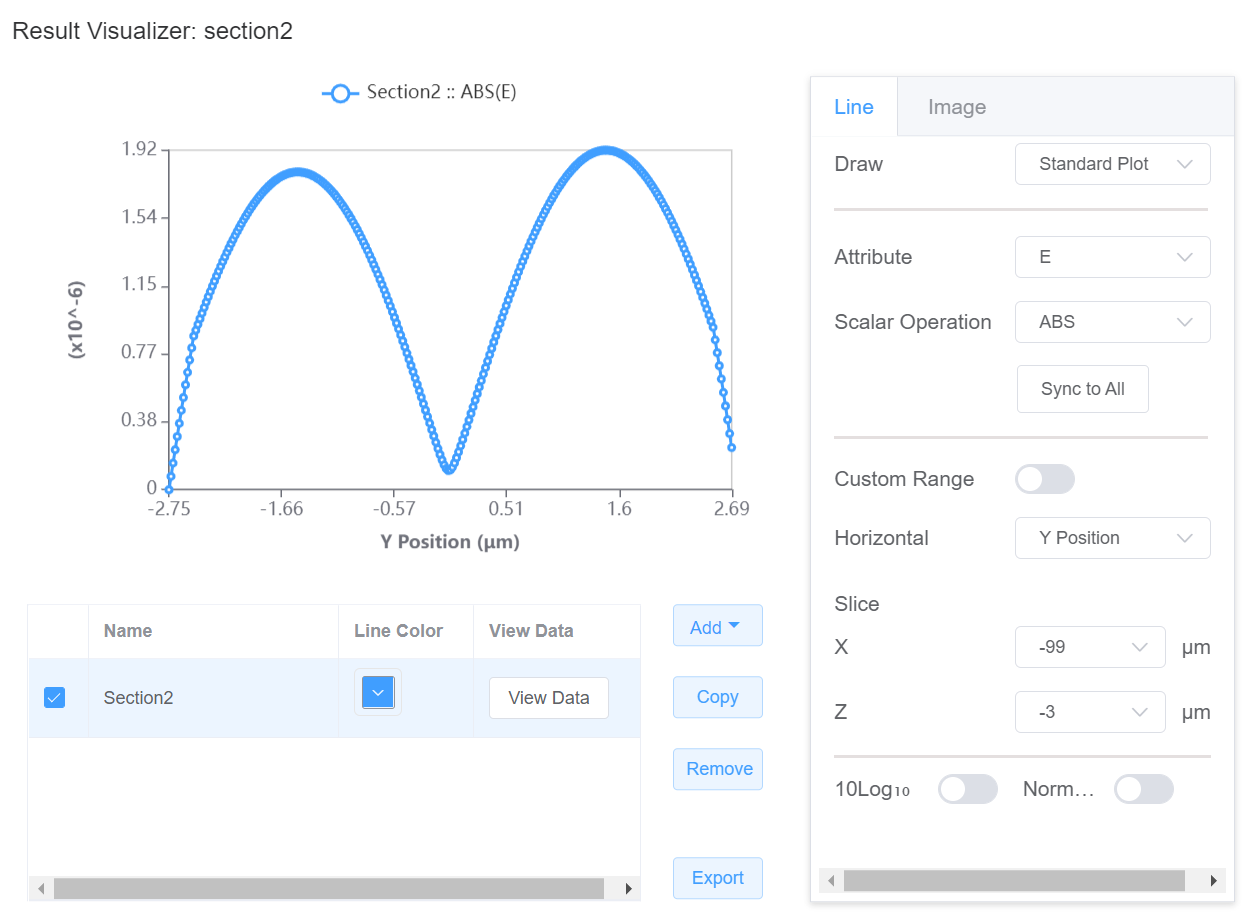 Result Visualizer: section2
Section2 :: ABS(E)
1.92
1.54
1.15
0.77
0.38
0
(x10^-6)
-2.75 -1.66 -0.57 0.51 1.6 2.69
Y Position (μm)
Name Line Color View Data
Section2 View Data
Add
Copy
Remove
Export
Line Image
Draw Standard Plot
Attribute E
Scalar Operation ABS
Sync to All
Custom Range
Horizontal Y Position
Slice
X -99 μm
Z -3 μm
10Log₁₀ Norm...